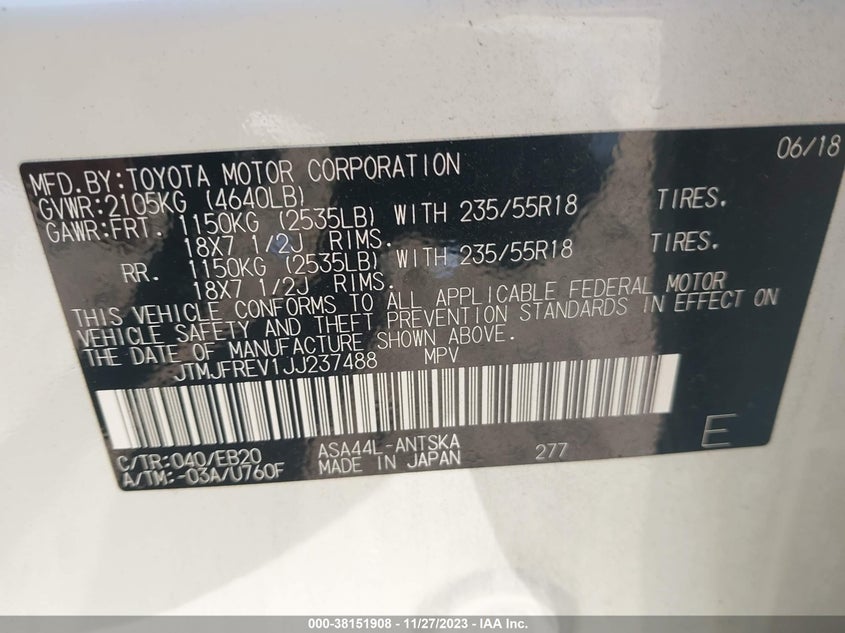 06/18
MFD.BY:TOYOTA MOTOR CORPORATION
GVWR:2105KG (4640LB)
GAWR:FRT. 1150KG (2535LB) WITH 235/55R18 TIRES.
18X7 1/2J RIMS.
RR. 1150KG (2535LB) WITH 235/55R18 TIRES.
18X7 1/2J RIMS.
THIS VEHICLE CONFORMS TO ALL APPLICABLE FEDERAL MOTOR
VEHICLE SAFETY AND THEFT PREVENTION STANDARDS IN EFFECT ON
THE DATE OF MANUFACTURE SHOWN ABOVE.
JTMJFREV1JJ237488 MPV
C/TR:040/EB20 ASA44L-ANTSKA 277 E
A/TM:-03A/U760F MADE IN JAPAN
000-38151908 - 11/27/2023 - © IAA Inc.